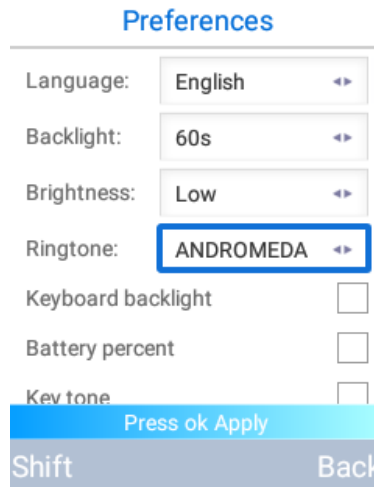 Preferences
Language: English
Backlight: 60s
Brightness: Low
Ringtone: ANDROMEDA
Keyboard backlight
Battery percent
Key tone
Press ok Apply
Shift Back